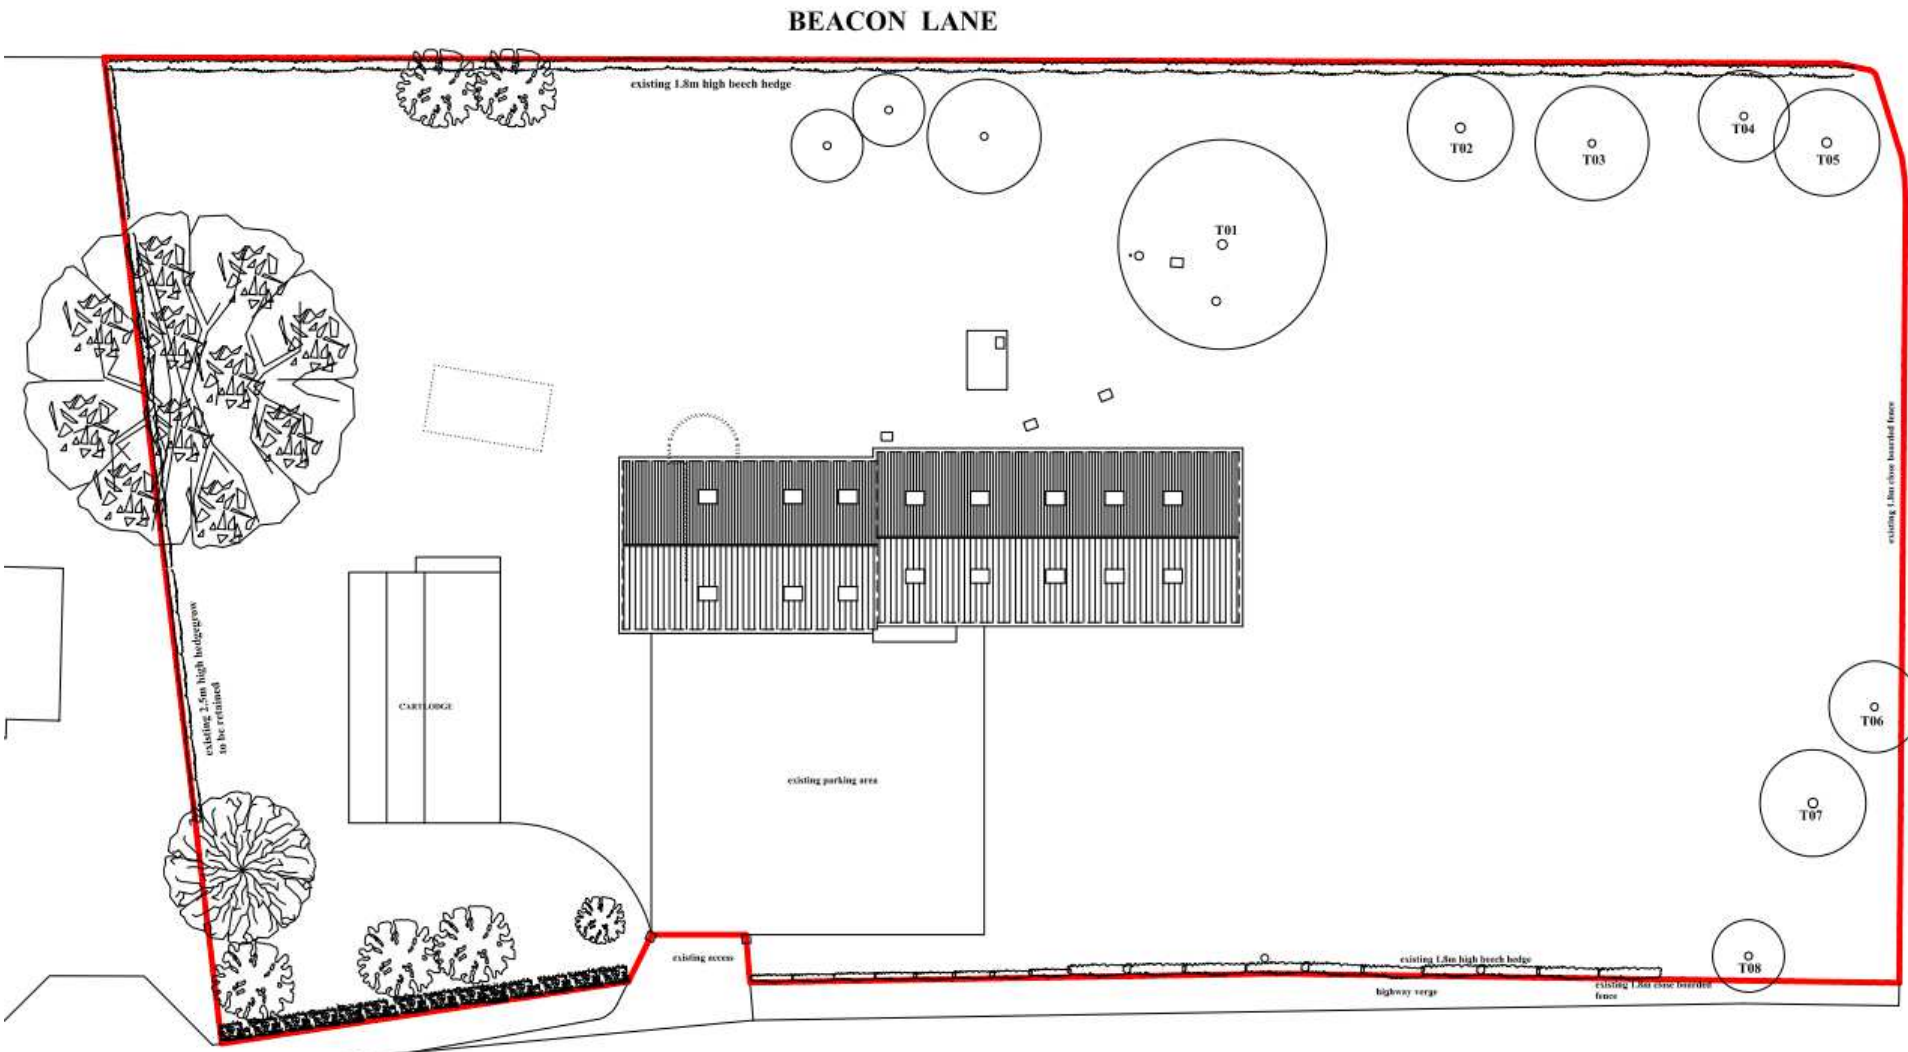 BEACON LANE
existing 1.8m high beech hedge
T04
T02
T03
T05
T01
existing 1.8m close boarded fence
existing 2.5m high hedgegrow
to be retained
CARTLODGE
T06
existing parking area
T07
existing access
existing 1.8m high beech hedge
T08
highway verge
existing 1.8m close boarded
fence